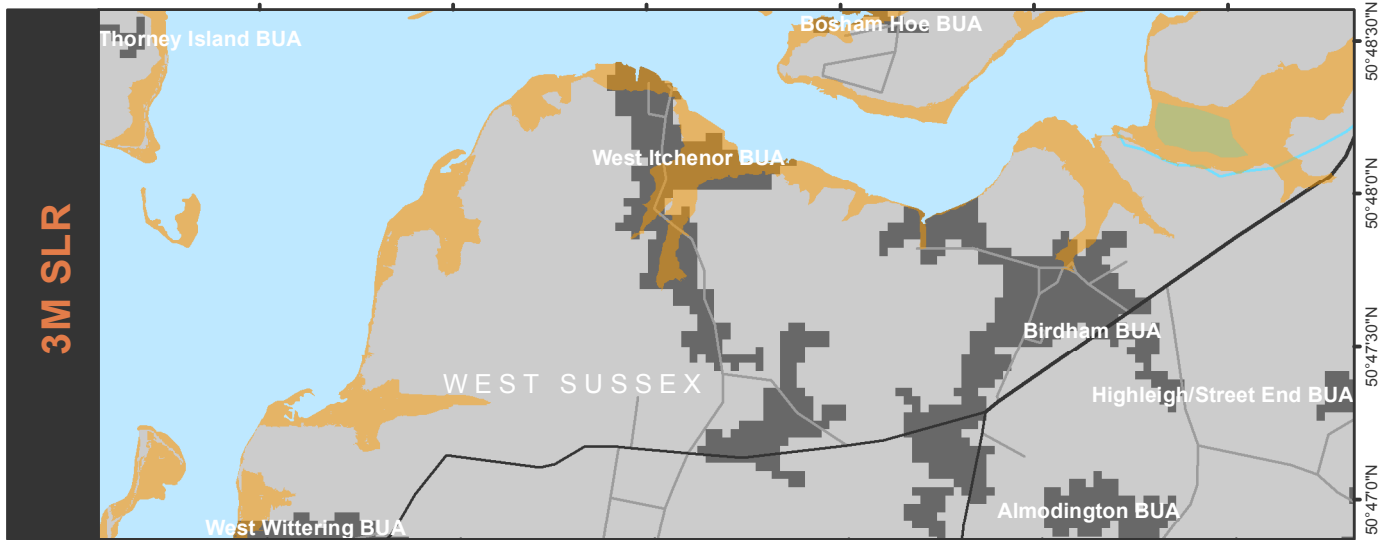 3M SLR
Thorney Island BUA
Bosham Hoe BUA
West Itchenor BUA
Birdham BUA
WEST SUSSEX
Highleigh/Street End BUA
Almodington BUA
West Wittering BUA
50°48'30"N
50°48'0"N
50°47'30"N
50°47'0"N